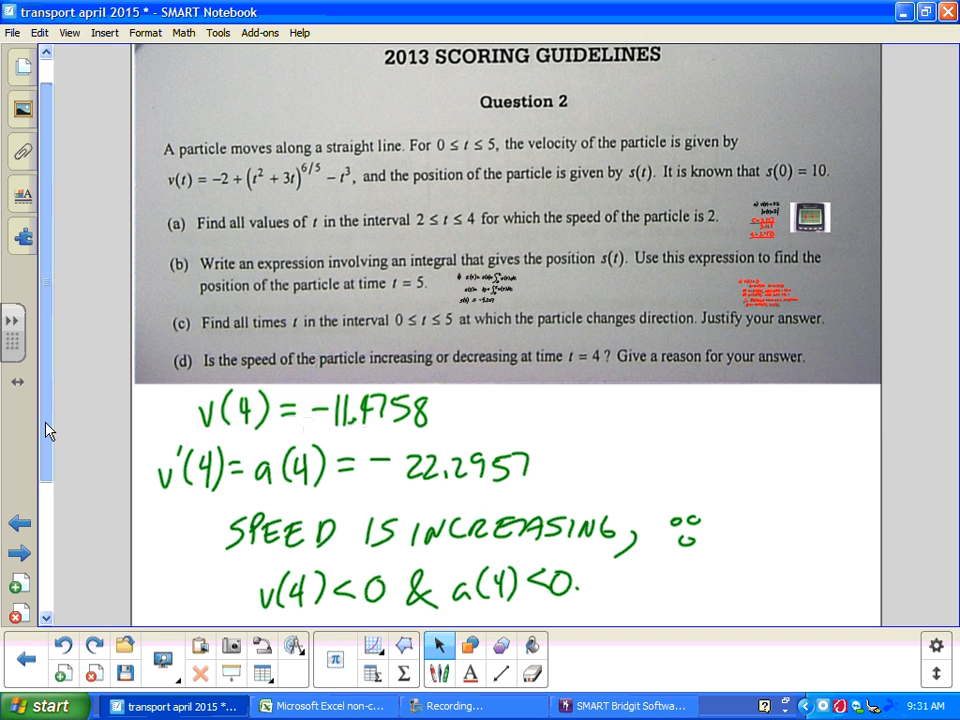 transport april 2015 * - SMART Notebook
File Edit View Insert Format Math Tools Add-ons Help
2013 SCORING GUIDELINES
Question 2
A particle moves along a straight line. For 0 ≤ t ≤ 5, the velocity of the particle is given by
v(t) = −2 + (t² + 3t)^{6/5} − t³, and the position of the particle is given by s(t). It is known that s(0) = 10.
(a) Find all values of t in the interval 2 ≤ t ≤ 4 for which the speed of the particle is 2.
(b) Write an expression involving an integral that gives the position s(t). Use this expression to find the
position of the particle at time t = 5.
(c) Find all times t in the interval 0 ≤ t ≤ 5 at which the particle changes direction. Justify your answer.
(d) Is the speed of the particle increasing or decreasing at time t = 4 ? Give a reason for your answer.
v(4) = −11.4758
v'(4) = a(4) = − 22.2957
SPEED IS INCREASING,
v(4) < 0 & a(4) < 0.
π
Σ
A
start
transport april 2015 *...
Microsoft Excel non-c...
Recording...
SMART Bridgit Softwa...
9:31 AM